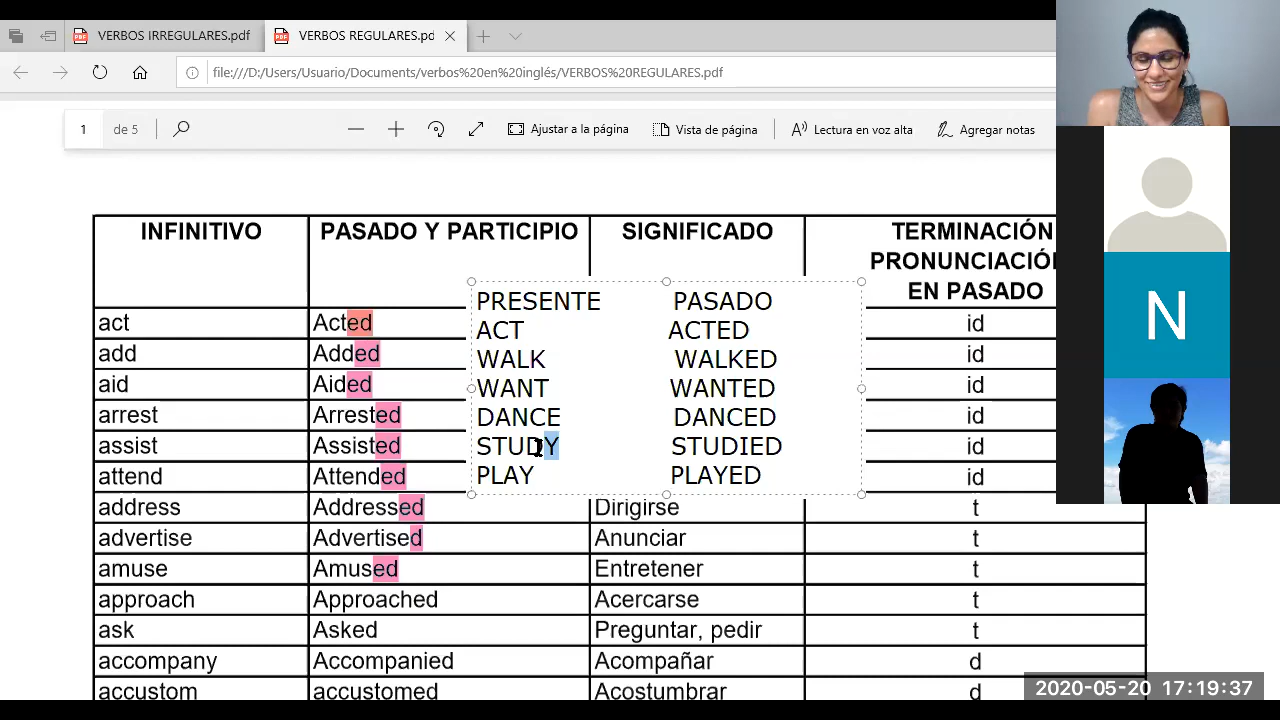 VERBOS IRREGULARES.pdf VERBOS REGULARES.pd
file:///D:/Users/Usuario/Documents/verbos%20en%20inglés/VERBOS%20REGULARES.pdf
1 de 5 Ajustar a la página Vista de página Lectura en voz alta Agregar notas
INFINITIVO PASADO Y PARTICIPIO SIGNIFICADO TERMINACIÓN
PRONUNCIACIÓ
EN PASADO
PRESENTE PASADO
ACT ACTED
WALK WALKED
WANT WANTED
DANCE DANCED
STUDY STUDIED
PLAY PLAYED
act Acted id
add Added id
aid Aided id
arrest Arrested id
assist Assisted id
attend Attended id
address Addressed Dirigirse t
advertise Advertised Anunciar t
amuse Amused Entretener t
approach Approached Acercarse t
ask Asked Preguntar, pedir t
accompany Accompanied Acompañar d
accustom accustomed Acostumbrar d
N
2020-05-20 17:19:37